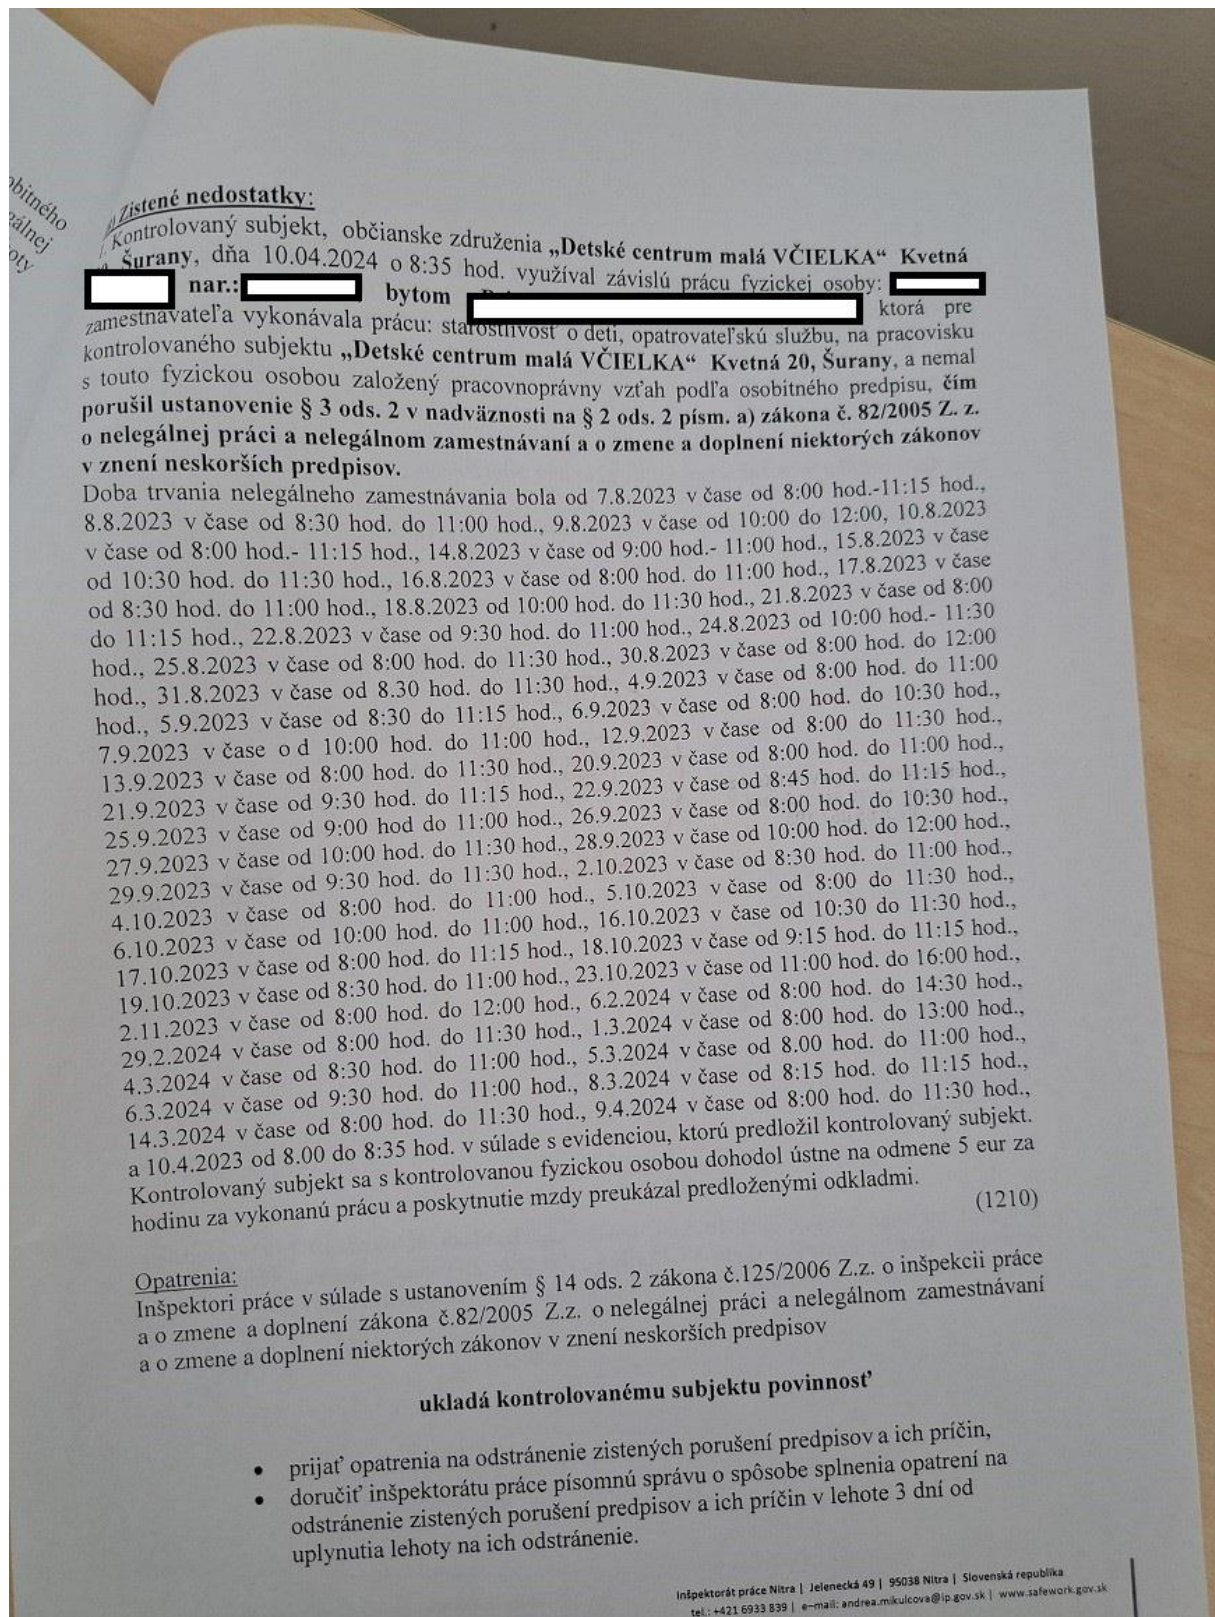 obitného
gálnej
oty
Zistené nedostatky:
Kontrolovaný subjekt, občianske združenia „Detské centrum malá VČIELKA“ Kvetná
Šurany, dňa 10.04.2024 o 8:35 hod. využíval závislú prácu fyzickej osoby:
nar.: bytom ktorá pre
zamestnávateľa vykonávala prácu: starostlivosť o deti, opatrovateľskú službu, na pracovisku
kontrolovaného subjektu „Detské centrum malá VČIELKA“ Kvetná 20, Šurany, a nemal
s touto fyzickou osobou založený pracovnoprávny vzťah podľa osobitného predpisu, čím
porušil ustanovenie § 3 ods. 2 v nadväznosti na § 2 ods. 2 písm. a) zákona č. 82/2005 Z. z.
o nelegálnej práci a nelegálnom zamestnávaní a o zmene a doplnení niektorých zákonov
v znení neskorších predpisov.
Doba trvania nelegálneho zamestnávania bola od 7.8.2023 v čase od 8:00 hod.-11:15 hod.,
8.8.2023 v čase od 8:30 hod. do 11:00 hod., 9.8.2023 v čase od 10:00 do 12:00, 10.8.2023
v čase od 8:00 hod.- 11:15 hod., 14.8.2023 v čase od 9:00 hod.- 11:00 hod., 15.8.2023 v čase
od 10:30 hod. do 11:30 hod., 16.8.2023 v čase od 8:00 hod. do 11:00 hod., 17.8.2023 v čase
od 8:30 hod. do 11:00 hod., 18.8.2023 od 10:00 hod. do 11:30 hod., 21.8.2023 v čase od 8:00
do 11:15 hod., 22.8.2023 v čase od 9:30 hod. do 11:00 hod., 24.8.2023 od 10:00 hod.- 11:30
hod., 25.8.2023 v čase od 8:00 hod. do 11:30 hod., 30.8.2023 v čase od 8:00 hod. do 12:00
hod., 31.8.2023 v čase od 8.30 hod. do 11:30 hod., 4.9.2023 v čase od 8:00 hod. do 11:00
hod., 5.9.2023 v čase od 8:30 do 11:15 hod., 6.9.2023 v čase od 8:00 hod. do 10:30 hod.,
7.9.2023 v čase o d 10:00 hod. do 11:00 hod., 12.9.2023 v čase od 8:00 do 11:30 hod.,
13.9.2023 v čase od 8:00 hod. do 11:30 hod., 20.9.2023 v čase od 8:00 hod. do 11:00 hod.,
21.9.2023 v čase od 9:30 hod. do 11:15 hod., 22.9.2023 v čase od 8:45 hod. do 11:15 hod.,
25.9.2023 v čase od 9:00 hod do 11:00 hod., 26.9.2023 v čase od 8:00 hod. do 10:30 hod.,
27.9.2023 v čase od 10:00 hod. do 11:30 hod., 28.9.2023 v čase od 10:00 hod. do 12:00 hod.,
29.9.2023 v čase od 9:30 hod. do 11:30 hod., 2.10.2023 v čase od 8:30 hod. do 11:00 hod.,
4.10.2023 v čase od 8:00 hod. do 11:00 hod., 5.10.2023 v čase od 8:00 do 11:30 hod.,
6.10.2023 v čase od 10:00 hod. do 11:00 hod., 16.10.2023 v čase od 10:30 do 11:30 hod.,
17.10.2023 v čase od 8:00 hod. do 11:15 hod., 18.10.2023 v čase od 9:15 hod. do 11:15 hod.,
19.10.2023 v čase od 8:30 hod. do 11:00 hod., 23.10.2023 v čase od 11:00 hod. do 16:00 hod.,
2.11.2023 v čase od 8:00 hod. do 12:00 hod., 6.2.2024 v čase od 8:00 hod. do 14:30 hod.,
29.2.2024 v čase od 8:00 hod. do 11:30 hod., 1.3.2024 v čase od 8:00 hod. do 13:00 hod.,
4.3.2024 v čase od 8:30 hod. do 11:00 hod., 5.3.2024 v čase od 8.00 hod. do 11:00 hod.,
6.3.2024 v čase od 9:30 hod. do 11:00 hod., 8.3.2024 v čase od 8:15 hod. do 11:15 hod.,
14.3.2024 v čase od 8:00 hod. do 11:30 hod., 9.4.2024 v čase od 8:00 hod. do 11:30 hod.,
a 10.4.2023 od 8.00 do 8:35 hod. v súlade s evidenciou, ktorú predložil kontrolovaný subjekt.
Kontrolovaný subjekt sa s kontrolovanou fyzickou osobou dohodol ústne na odmene 5 eur za
hodinu za vykonanú prácu a poskytnutie mzdy preukázal predloženými odkladmi.
(1210)
Opatrenia:
Inšpektori práce v súlade s ustanovením § 14 ods. 2 zákona č.125/2006 Z.z. o inšpekcii práce
a o zmene a doplnení zákona č.82/2005 Z.z. o nelegálnej práci a nelegálnom zamestnávaní
a o zmene a doplnení niektorých zákonov v znení neskorších predpisov
ukladá kontrolovanému subjektu povinnosť
• prijať opatrenia na odstránenie zistených porušení predpisov a ich príčin,
• doručiť inšpektorátu práce písomnú správu o spôsobe splnenia opatrení na
odstránenie zistených porušení predpisov a ich príčin v lehote 3 dní od
uplynutia lehoty na ich odstránenie.
Inšpektorát práce Nitra | Jelenecká 49 | 95038 Nitra | Slovenská republika
tel.: +421 6933 839 | e-mail: andrea.mikulcova@ip.gov.sk | www.safework.gov.sk